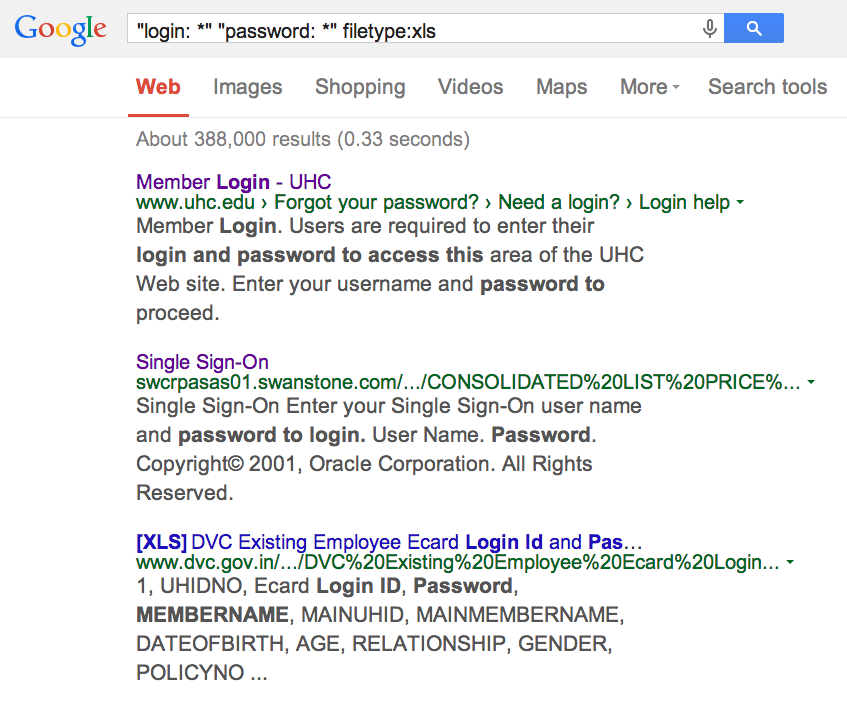 Google "login: *" "password: *" filetype:xls
Web Images Shopping Videos Maps More Search tools
About 388,000 results (0.33 seconds)
Member Login - UHC
www.uhc.edu › Forgot your password? › Need a login? › Login help
Member Login. Users are required to enter their
login and password to access this area of the UHC
Web site. Enter your username and password to
proceed.
Single Sign-On
swcrpasas01.swanstone.com/.../CONSOLIDATED%20LIST%20PRICE%...
Single Sign-On Enter your Single Sign-On user name
and password to login. User Name. Password.
Copyright© 2001, Oracle Corporation. All Rights
Reserved.
[XLS] DVC Existing Employee Ecard Login Id and Pas...
www.dvc.gov.in/.../DVC%20Existing%20Employee%20Ecard%20Login...
1, UHIDNO, Ecard Login ID, Password,
MEMBERNAME, MAINUHID, MAINMEMBERNAME,
DATEOFBIRTH, AGE, RELATIONSHIP, GENDER,
POLICYNO ...